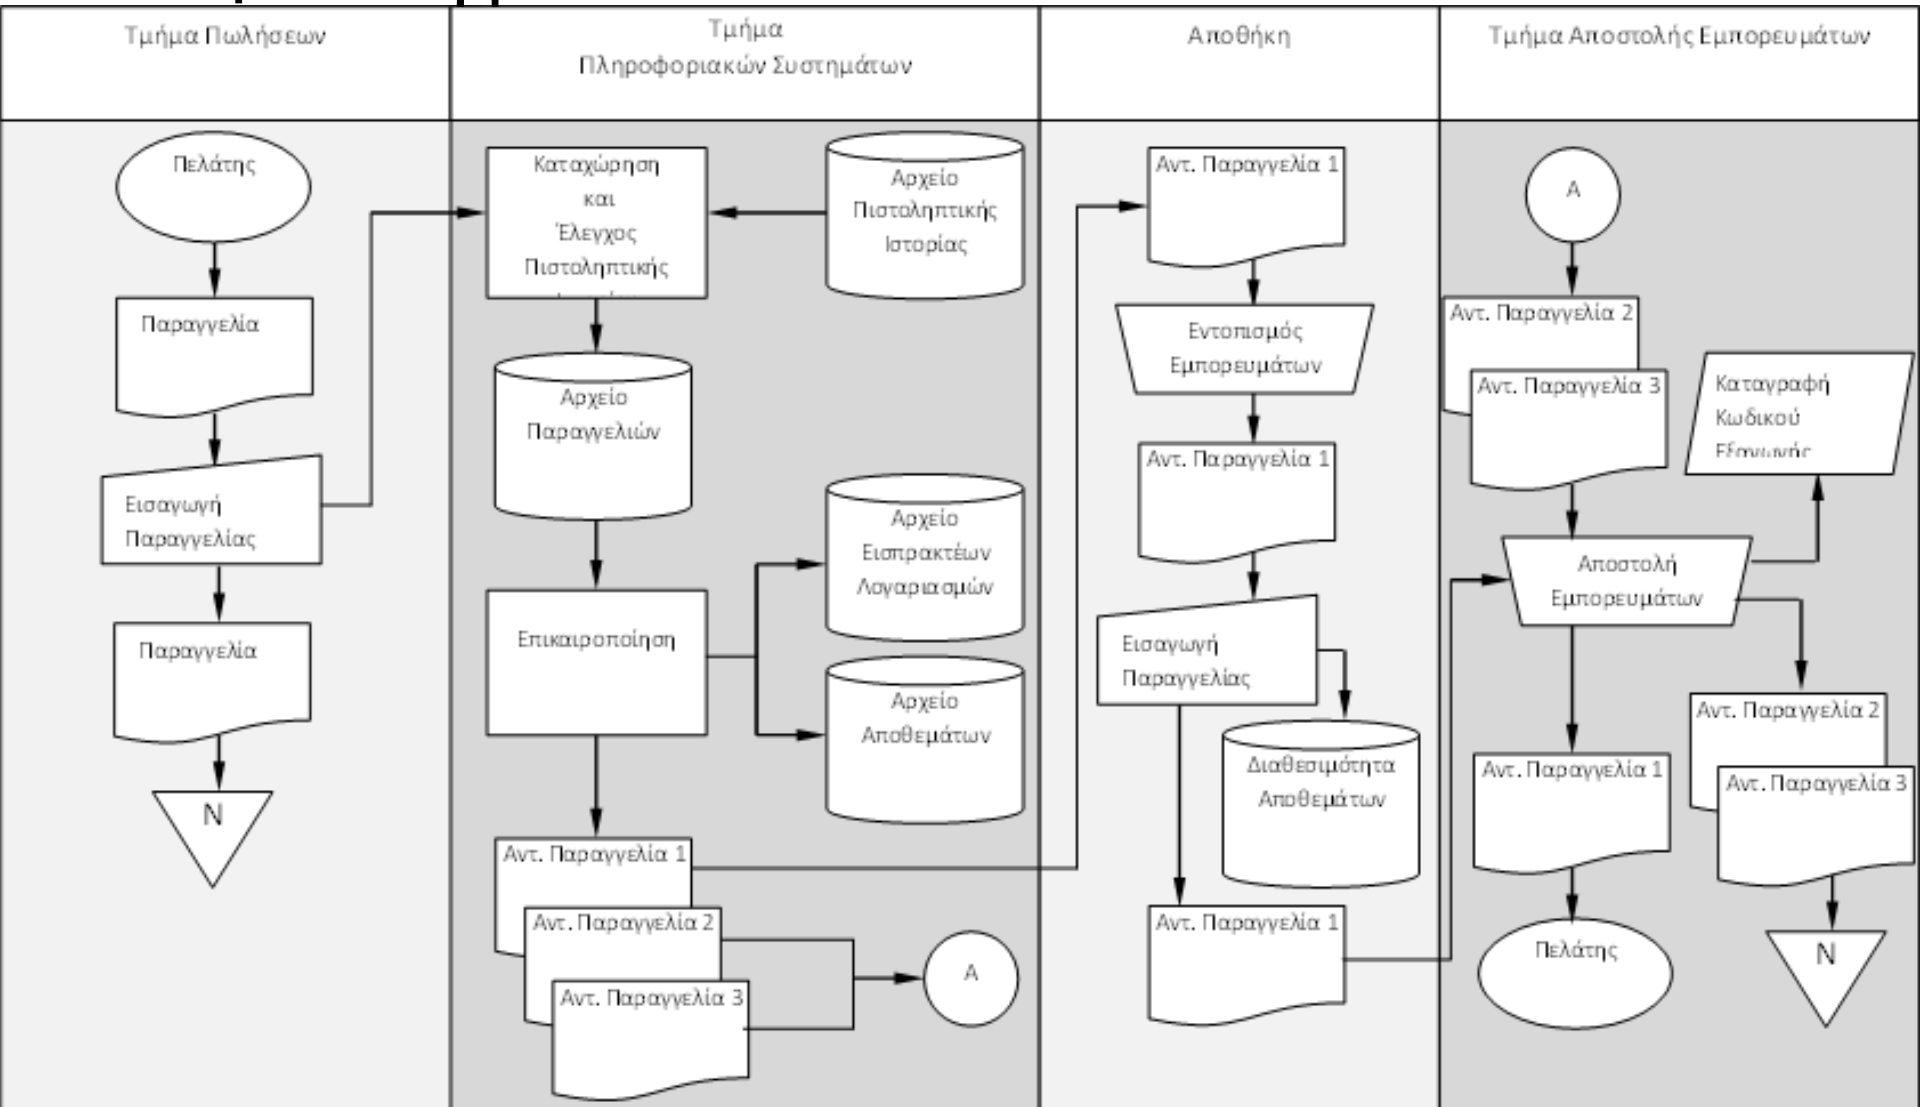 Τμήμα Πωλήσεων
Τμήμα
Πληροφοριακών Συστημάτων
Αποθήκη
Τμήμα Αποστολής Εμπορευμάτων
Πελάτης
Παραγγελία
Εισαγωγή
Παραγγελίας
Παραγγελία
N
Καταχώρηση
και
Έλεγχος
Πιστοληπτικής
Αρχείο
Πιστοληπτικής
Ιστορίας
Αρχείο
Παραγγελιών
Αρχείο
Εισπρακτέων
Λογαριασμών
Επικαιροποίηση
Αρχείο
Αποθεμάτων
Αντ. Παραγγελία 1
Αντ. Παραγγελία 2
Αντ. Παραγγελία 3
A
Αντ. Παραγγελία 1
Εντοπισμός
Εμπορευμάτων
Αντ. Παραγγελία 1
Εισαγωγή
Παραγγελίας
Διαθεσιμότητα
Αποθεμάτων
Αντ. Παραγγελία 1
A
Αντ. Παραγγελία 2
Αντ. Παραγγελία 3
Καταγραφή
Κωδικού
Εξαγωγής
Αποστολή
Εμπορευμάτων
Αντ. Παραγγελία 2
Αντ. Παραγγελία 1
Αντ. Παραγγελία 3
Πελάτης
N